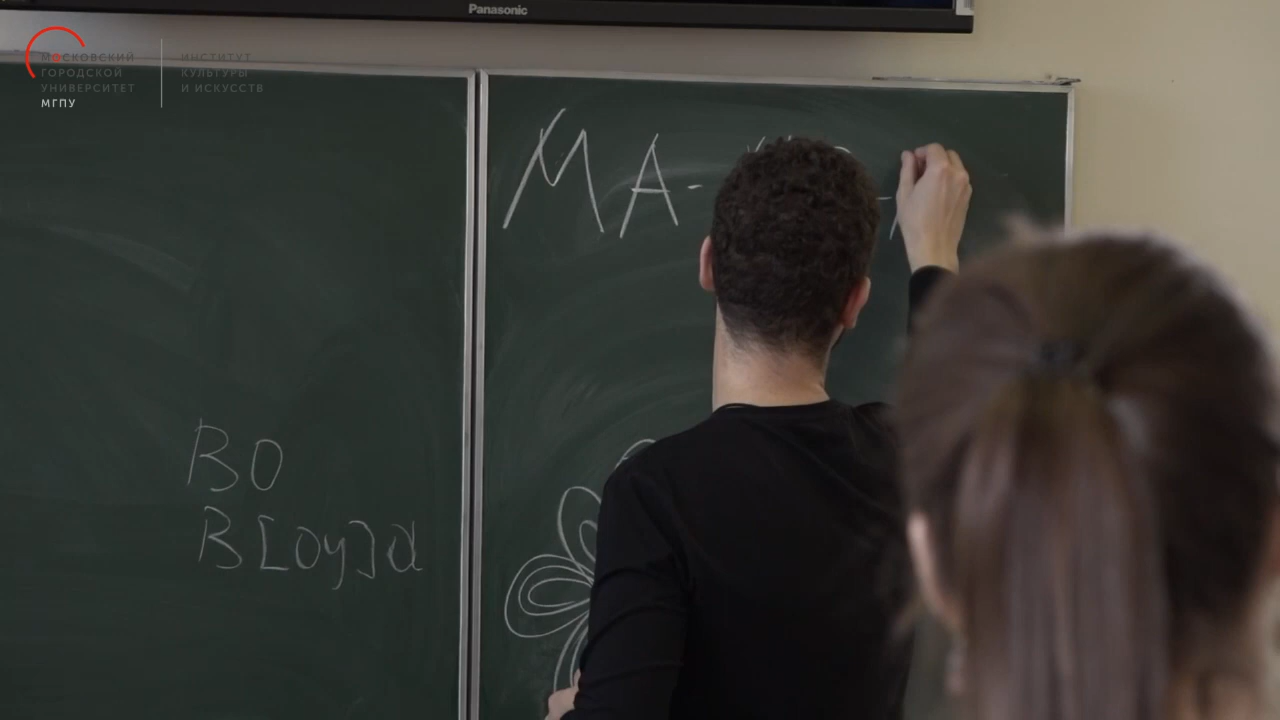 Panasonic
МОСКОВСКИЙ
ГОРОДСКОЙ
УНИВЕРСИТЕТ
МГПУ
ИНСТИТУТ
КУЛЬТУРЫ
И ИСКУССТВ
МА-
ВО
В[оу]а